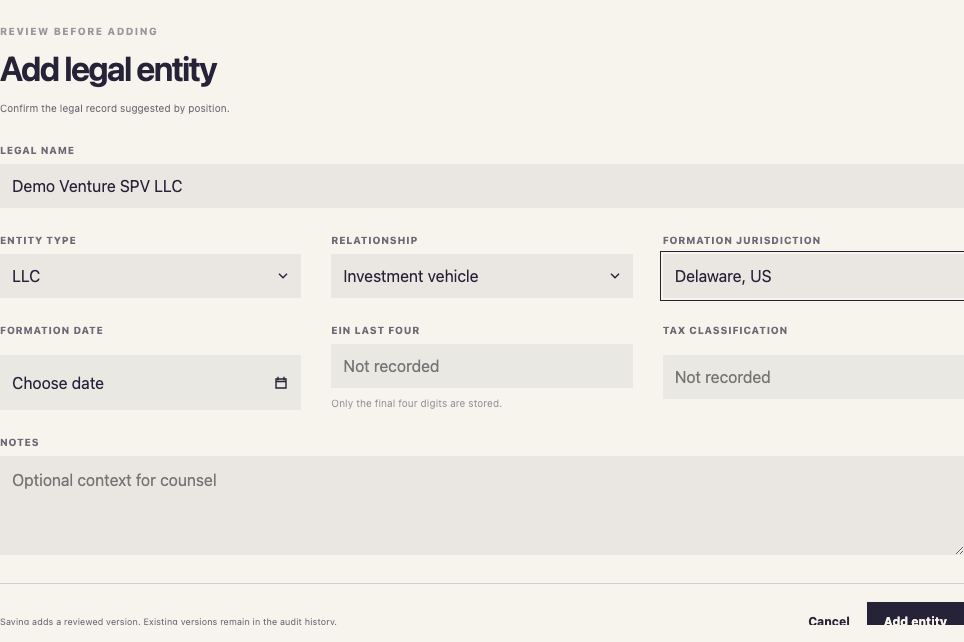 REVIEW BEFORE ADDING
Add legal entity
Confirm the legal record suggested by position.
LEGAL NAME
Demo Venture SPV LLC
ENTITY TYPE
RELATIONSHIP
FORMATION JURISDICTION
LLC
Investment vehicle
Delaware, US
FORMATION DATE
EIN LAST FOUR
TAX CLASSIFICATION
Choose date
Not recorded
Not recorded
Only the final four digits are stored.
NOTES
Optional context for counsel
Saving adds a reviewed version. Existing versions remain in the audit history.
Cancel
Add entity